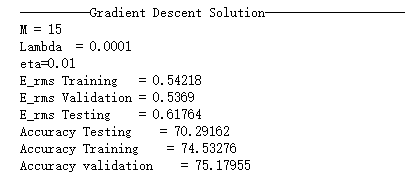 ——————Gradient Descent Solution——————————
M = 15
Lambda = 0.0001
eta=0.01
E_rms Training = 0.54218
E_rms Validation = 0.5369
E_rms Testing = 0.61764
Accuracy Testing = 70.29162
Accuracy Training = 74.53276
Accuracy validation = 75.17955